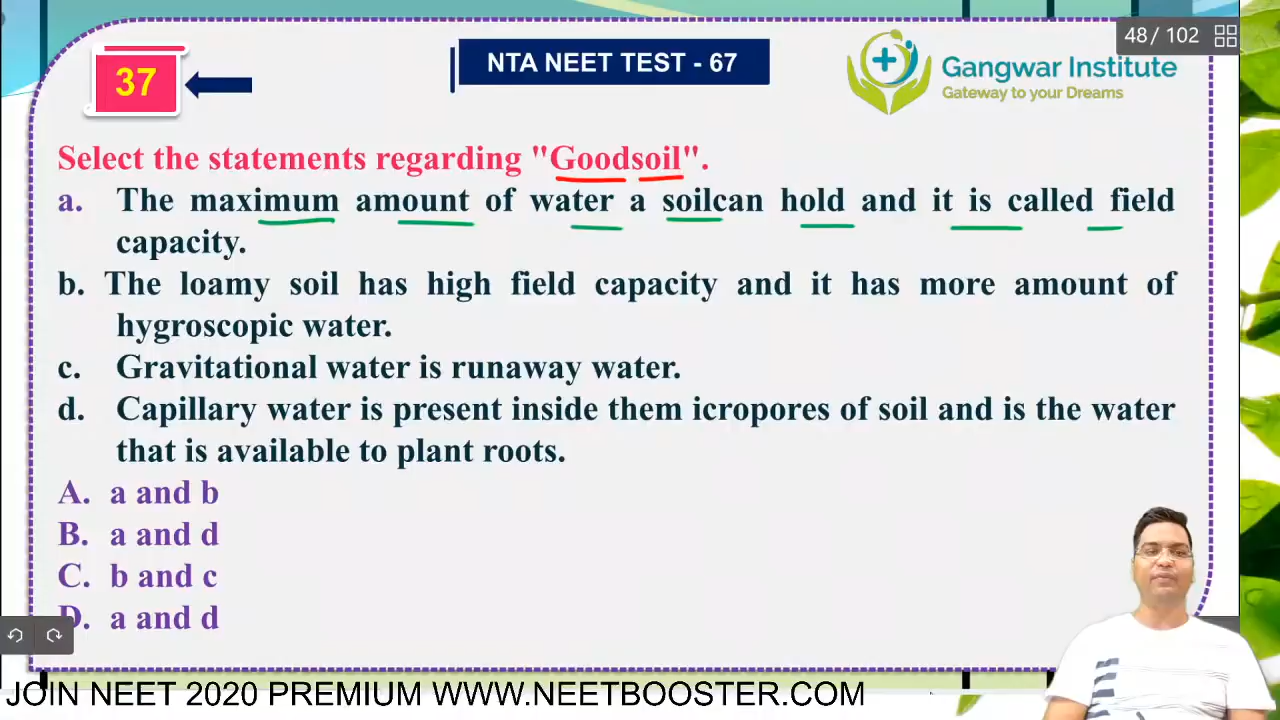 48 / 102
37
NTA NEET TEST - 67
Gangwar Institute
Gateway to your Dreams
Select the statements regarding "Goodsoil".
a. The maximum amount of water a soilcan hold and it is called field
capacity.
b. The loamy soil has high field capacity and it has more amount of
hygroscopic water.
c. Gravitational water is runaway water.
d. Capillary water is present inside them icropores of soil and is the water
that is available to plant roots.
A. a and b
B. a and d
C. b and c
D. a and d
JOIN NEET 2020 PREMIUM WWW.NEETBOOSTER.COM